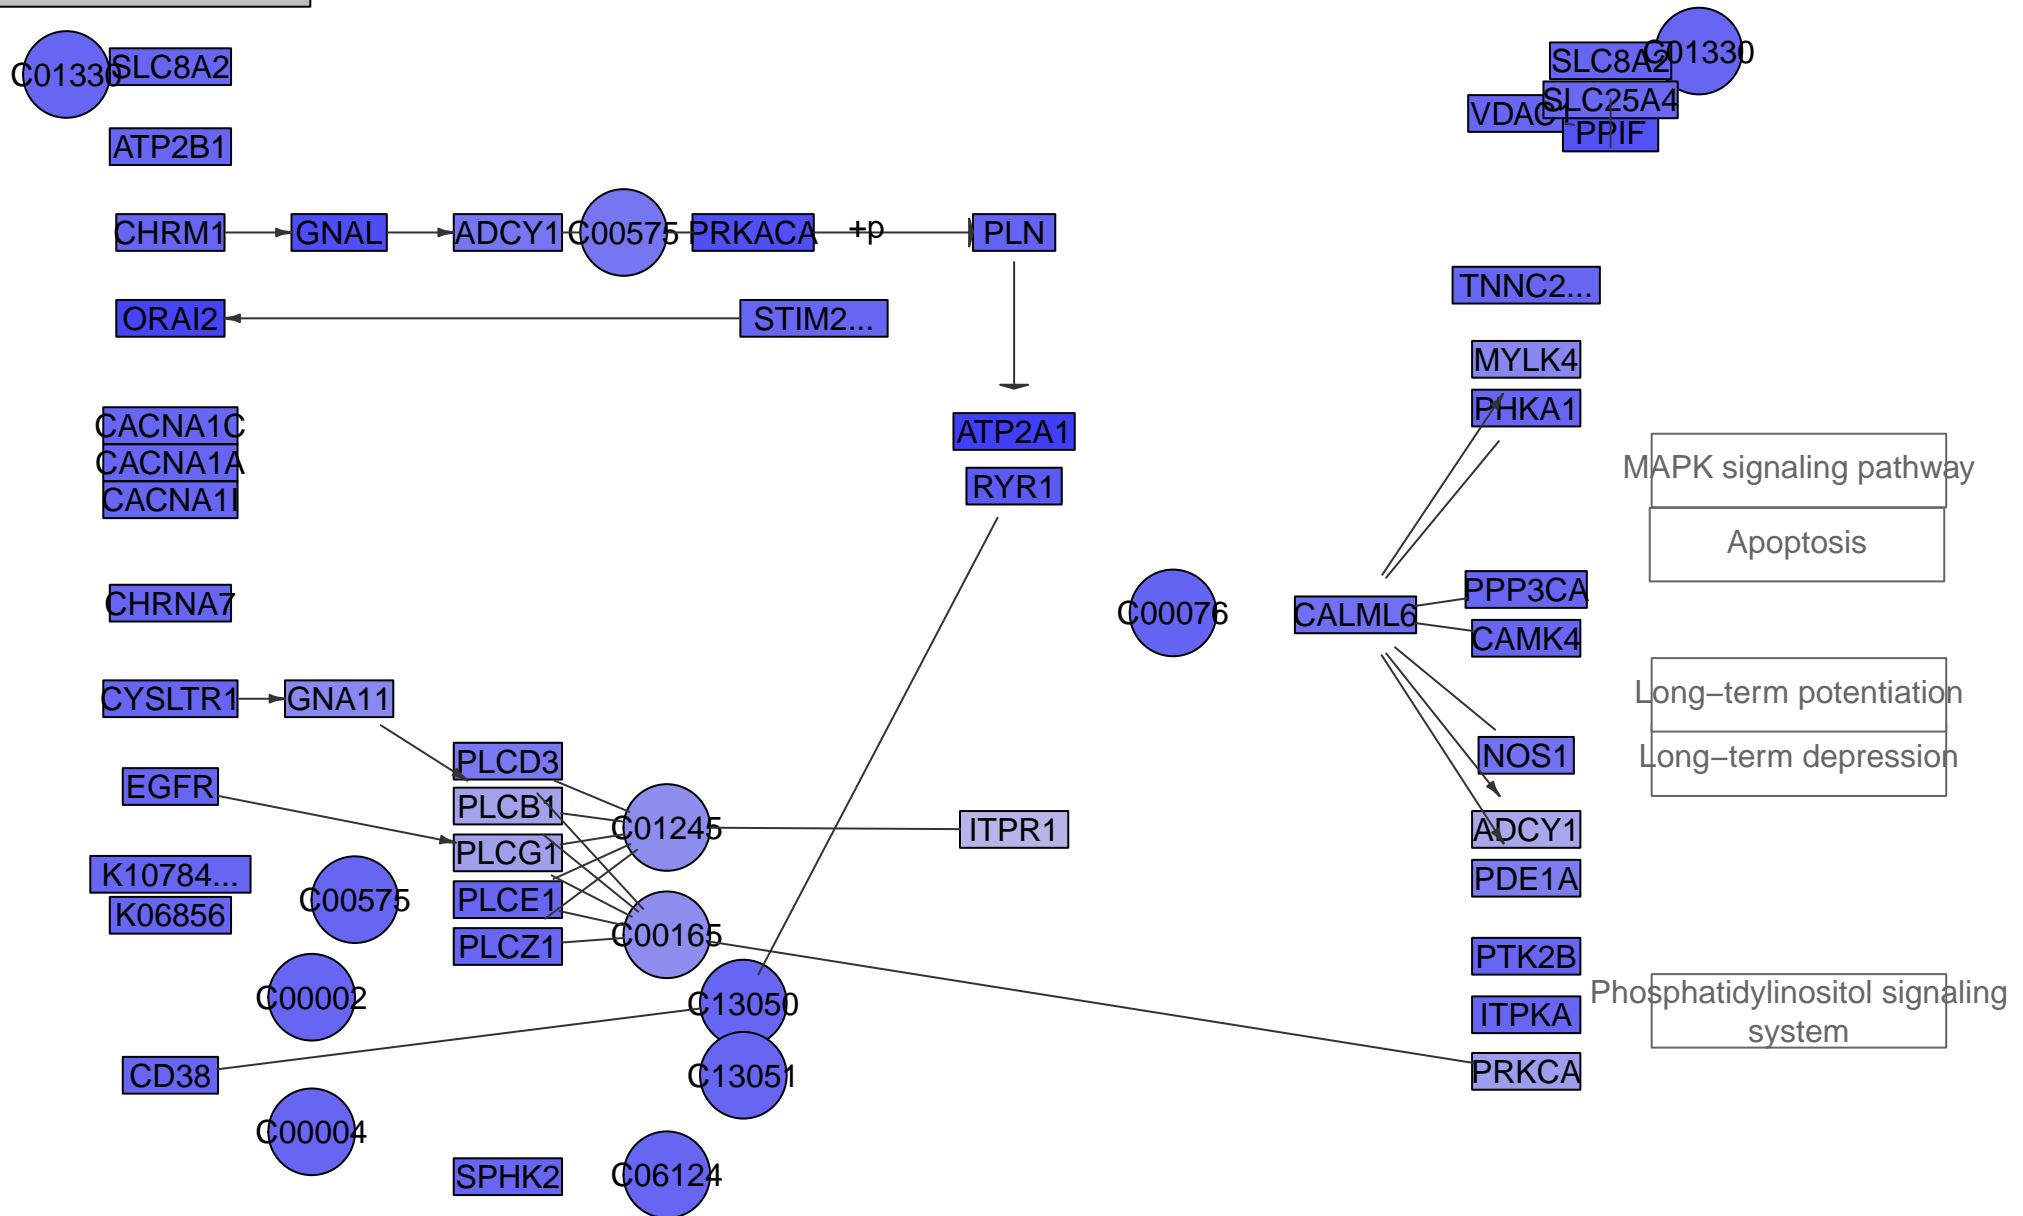 C01330
SLC8A2
SLC8A2
C01330
SLC25A4
VDAC1
PPIF
ATP2B1
CHRM1
GNAL
ADCY1
C00575
PRKACA
+p
PLN
TNNC2...
ORAI2
STIM2...
MYLK4
PHKA1
CACNA1C
CACNA1A
CACNA1I
ATP2A1
RYR1
MAPK signaling pathway
Apoptosis
CHRNA7
C00076
CALML6
PPP3CA
CAMK4
CYSLTR1
GNA11
Long−term potentiation
Long−term depression
NOS1
EGFR
PLCD3
PLCB1
PLCG1
PLCE1
PLCZ1
C01245
ITPR1
ADCY1
PDE1A
K10784...
K06856
C00575
C00165
PTK2B
C00002
C13050
ITPKA
Phosphatidylinositol signaling
system
CD38
C13051
PRKCA
C00004
SPHK2
C06124